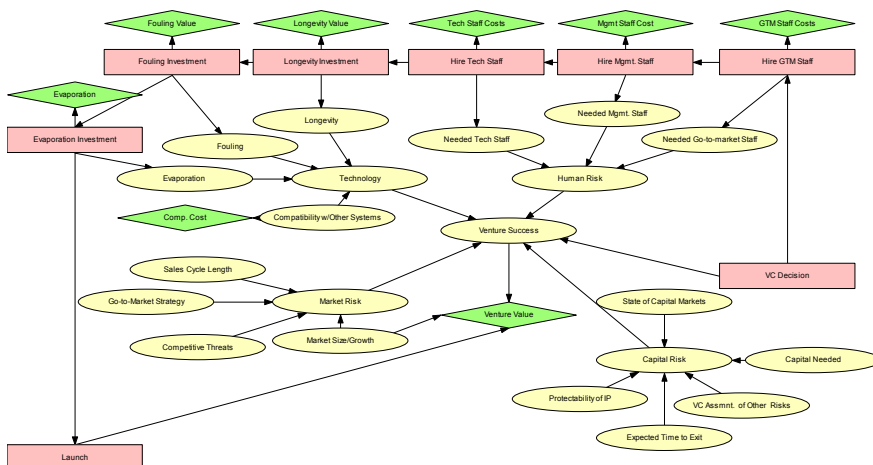 Fouling Value
Longevity Value
Tech Staff Costs
Mgmt Staff Cost
GTM Staff Costs
Fouling Investment
Longevity Investment
Hire Tech Staff
Hire Mgmt. Staff
Hire GTM Staff
Evaporation
Evaporation Investment
Longevity
Needed Mgmt. Staff
Fouling
Needed Tech Staff
Needed Go-to-market Staff
Evaporation
Technology
Human Risk
Comp. Cost
Compatibility w/Other Systems
Venture Success
Sales Cycle Length
VC Decision
Go-to-Market Strategy
Market Risk
State of Capital Markets
Venture Value
Competitive Threats
Market Size/Growth
Capital Risk
Capital Needed
Protectability of IP
VC Assmnt. of Other Risks
Expected Time to Exit
Launch